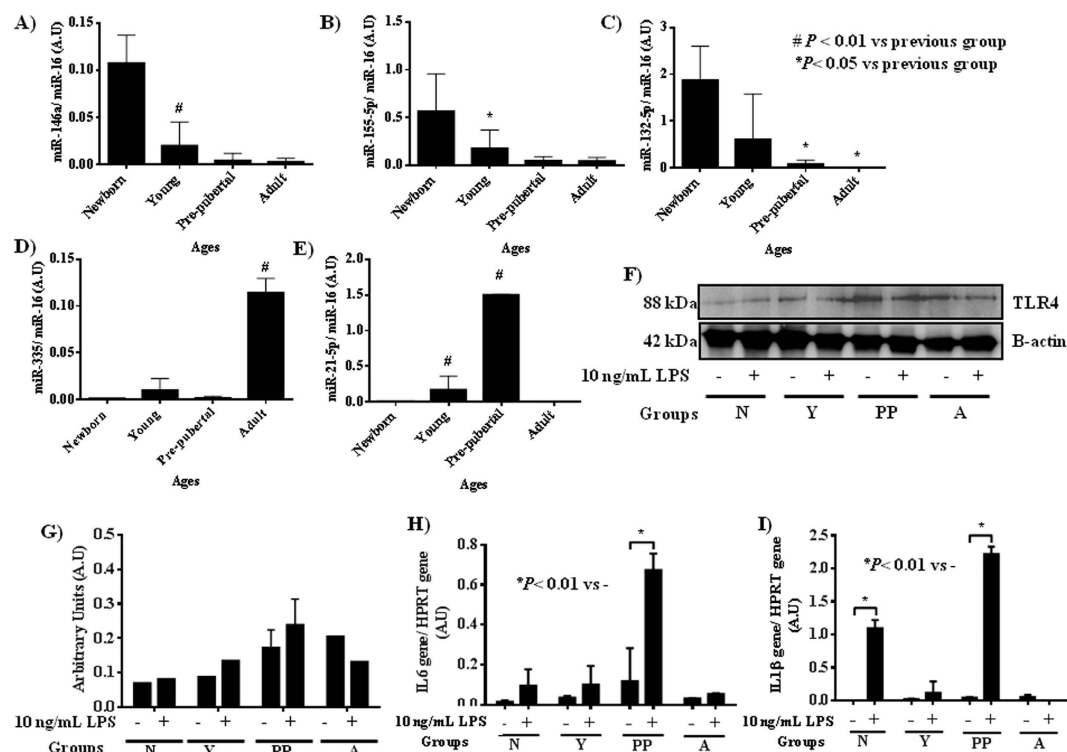 A)
miR-146a/ miR-16 (A.U)
0.15
0.10
0.05
0.00
#
Newborn
Young
Pre-pubertal
Adult
Ages
B)
miR-155-5p/ miR-16 (A.U)
1.5
1.0
0.5
0.0
*
Newborn
Young
Pre-pubertal
Adult
Ages
C)
miR-132-5p / miR-16 (A.U)
3
2
1
0
*
*
Newborn
Young
Pre-pubertal
Adult
Ages
# P < 0.01 vs previous group
*P< 0.05 vs previous group
D)
miR-335/ miR-16 (A.U)
0.15
0.10
0.05
0.00
#
Newborn
Young
Pre-pubertal
Adult
Ages
E)
miR-21-5p/ miR-16 (A.U)
2.0
1.5
1.0
0.5
0.0
#
#
Newborn
Young
Pre-pubertal
Adult
Ages
F)
88 kDa
TLR4
42 kDa
B-actin
10 ng/mL LPS - + - + - + - +
Groups N Y PP A
G)
Arbitrary Units (A.U)
0.5
0.4
0.3
0.2
0.1
0.0
10 ng/mL LPS - + - + - + - +
Groups N Y PP A
H)
IL6 gene/ HPRT gene
(A.U)
0.8
0.6
0.4
0.2
0.0
*P< 0.01 vs -
*
10 ng/mL LPS - + - + - + - +
Groups N Y PP A
I)
IL1β gene/ HPRT gene
(A.U)
3.0
2.0
1.0
0.0
*P< 0.01 vs -
*
*
10 ng/mL LPS - + - + - + - +
Groups N Y PP A